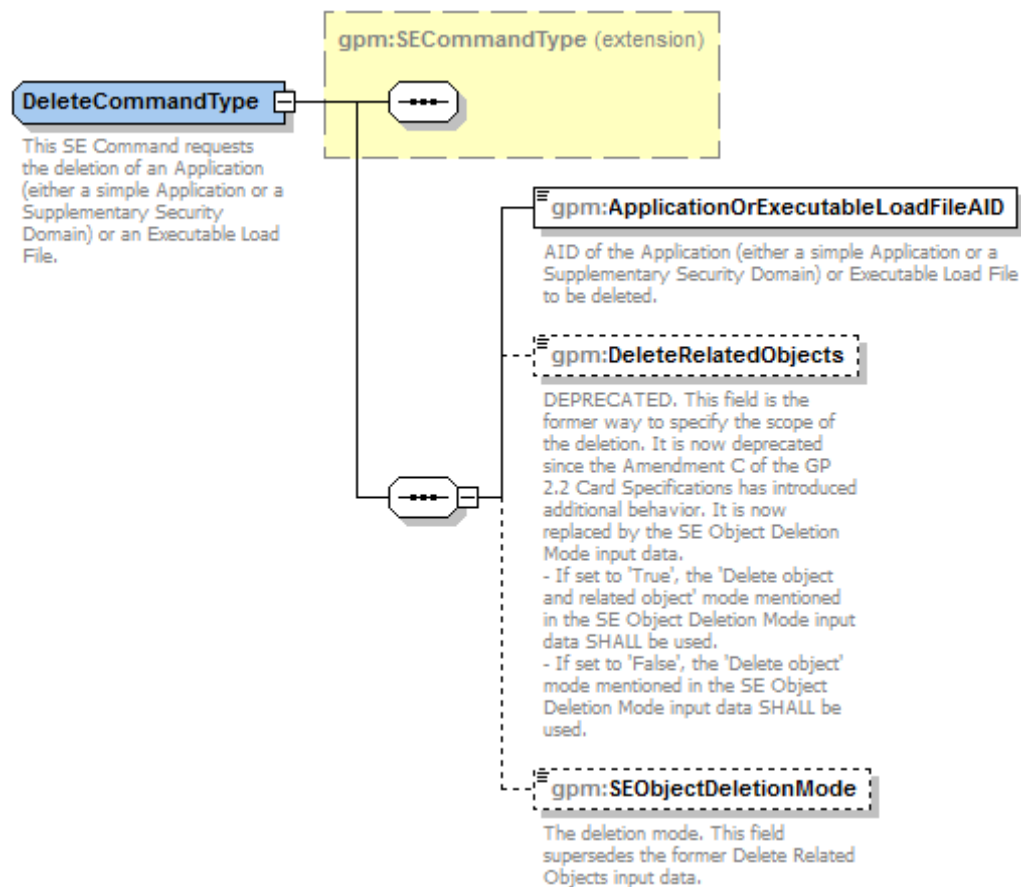 gpm:SECommandType (extension)
DeleteCommandType
This SE Command requests
the deletion of an Application
(either a simple Application or a
Supplementary Security
Domain) or an Executable Load
File.
gpm:ApplicationOrExecutableLoadFileAID
AID of the Application (either a simple Application or a
Supplementary Security Domain) or Executable Load File
to be deleted.
gpm:DeleteRelatedObjects
DEPRECATED. This field is the
former way to specify the scope of
the deletion. It is now deprecated
since the Amendment C of the GP
2.2 Card Specifications has introduced
additional behavior. It is now
replaced by the SE Object Deletion
Mode input data.
- If set to 'True', the 'Delete object
and related object' mode mentioned
in the SE Object Deletion Mode input
data SHALL be used.
- If set to 'False', the 'Delete object'
mode mentioned in the SE Object
Deletion Mode input data SHALL be
used.
gpm:SEObjectDeletionMode
The deletion mode. This field
supersedes the former Delete Related
Objects input data.